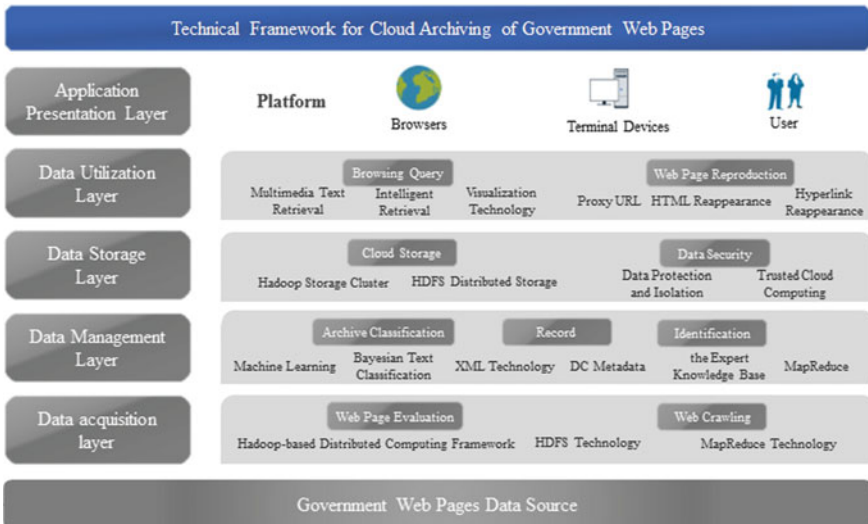 Technical Framework for Cloud Archiving of Government Web Pages
Application
Presentation Layer
Platform
Browsers
Terminal Devices
User
Data Utilization
Layer
Browsing Query
Multimedia Text
Retrieval
Intelligent
Retrieval
Visualization
Technology
Web Page Reproduction
Proxy URL
HTML Reappearance
Hyperlink
Reappearance
Data Storage
Layer
Cloud Storage
Hadoop Storage Cluster
HDFS Distributed Storage
Data Security
Data Protection
and Isolation
Trusted Cloud
Computing
Data Management
Layer
Archive Classification
Machine Learning
Bayesian Text
Classification
Record
XML Technology
DC Metadata
Identification
the Expert
Knowledge Base
MapReduce
Data acquisition
layer
Web Page Evaluation
Hadoop-based Distributed Computing Framework
HDFS Technology
Web Crawling
MapReduce Technology
Government Web Pages Data Source